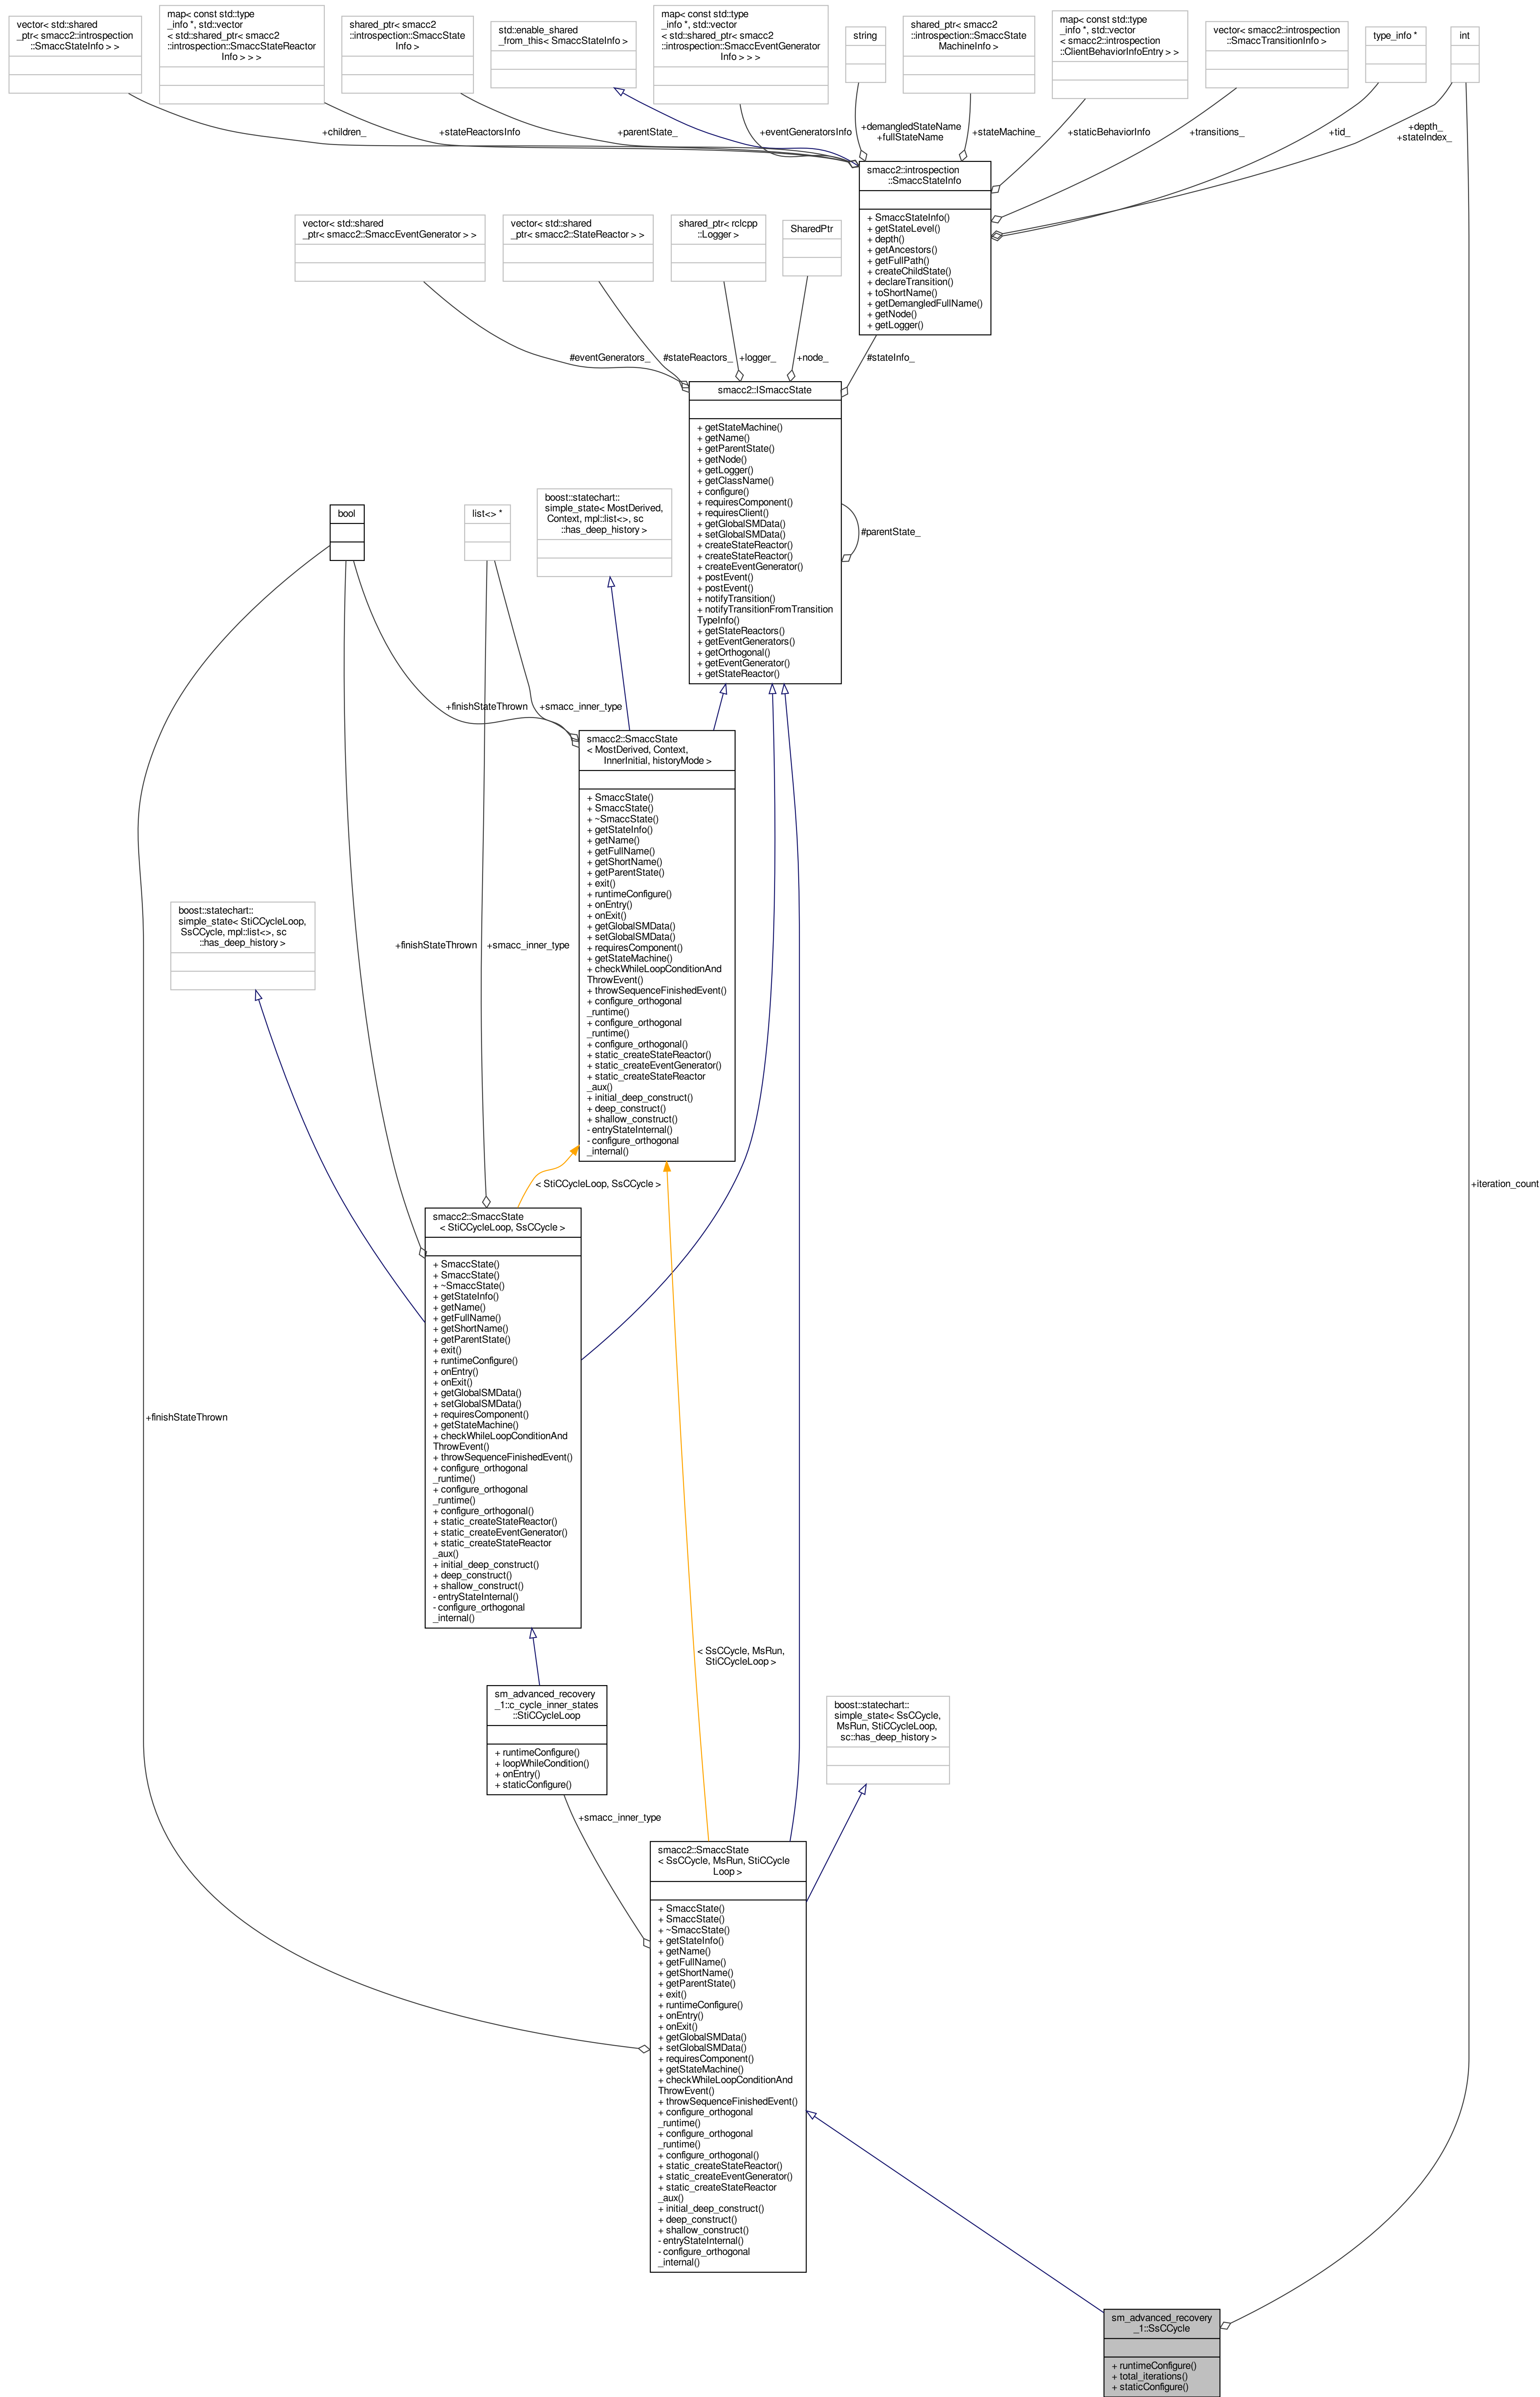 vector< std::shared
_ptr< smacc2::introspection
::SmaccStateInfo > >
map< const std::type
_info *, std::vector
< std::shared_ptr< smacc2
::introspection::SmaccStateReactor
Info > > >
shared_ptr< smacc2
::introspection::SmaccState
Info >
std::enable_shared
_from_this< SmaccStateInfo >
map< const std::type
_info *, std::vector
< std::shared_ptr< smacc2
::introspection::SmaccEventGenerator
Info > > >
string
shared_ptr< smacc2
::introspection::SmaccState
MachineInfo >
map< const std::type
_info *, std::vector
< smacc2::introspection
::ClientBehaviorInfoEntry > >
vector< smacc2::introspection
::SmaccTransitionInfo >
type_info *
int
+children_
+stateReactorsInfo
+parentState_
+eventGeneratorsInfo
+demangledStateName
+fullStateName
+stateMachine_
+staticBehaviorInfo
+transitions_
+tid_
+depth_
+stateIndex_
smacc2::introspection
::SmaccStateInfo
+ SmaccStateInfo()
+ getStateLevel()
+ depth()
+ getAncestors()
+ getFullPath()
+ createChildState()
+ declareTransition()
+ toShortName()
+ getDemangledFullName()
+ getNode()
+ getLogger()
vector< std::shared
_ptr< smacc2::SmaccEventGenerator > >
vector< std::shared
_ptr< smacc2::StateReactor > >
shared_ptr< rclcpp
::Logger >
SharedPtr
#eventGenerators_
#stateReactors_
+logger_
+node_
#stateInfo_
smacc2::ISmaccState
+ getStateMachine()
+ getName()
+ getParentState()
+ getNode()
+ getLogger()
+ getClassName()
+ configure()
+ requiresComponent()
+ requiresClient()
+ getGlobalSMData()
+ setGlobalSMData()
+ createStateReactor()
+ createStateReactor()
+ createEventGenerator()
+ postEvent()
+ postEvent()
+ notifyTransition()
+ notifyTransitionFromTransition
TypeInfo()
+ getStateReactors()
+ getEventGenerators()
+ getOrthogonal()
+ getEventGenerator()
+ getStateReactor()
#parentState_
bool
list<> *
boost::statechart::
simple_state< MostDerived,
Context, mpl::list<>, sc
::has_deep_history >
+finishStateThrown
+smacc_inner_type
smacc2::SmaccState
< MostDerived, Context,
InnerInitial, historyMode >
+ SmaccState()
+ SmaccState()
+ ~SmaccState()
+ getStateInfo()
+ getName()
+ getFullName()
+ getShortName()
+ getParentState()
+ exit()
+ runtimeConfigure()
+ onEntry()
+ onExit()
+ getGlobalSMData()
+ setGlobalSMData()
+ requiresComponent()
+ getStateMachine()
+ checkWhileLoopConditionAnd
ThrowEvent()
+ throwSequenceFinishedEvent()
+ configure_orthogonal
_runtime()
+ configure_orthogonal
_runtime()
+ configure_orthogonal()
+ static_createStateReactor()
+ static_createEventGenerator()
+ static_createStateReactor
_aux()
+ initial_deep_construct()
+ deep_construct()
+ shallow_construct()
- entryStateInternal()
- configure_orthogonal
_internal()
boost::statechart::
simple_state< StiCCycleLoop,
SsCCycle, mpl::list<>, sc
::has_deep_history >
+finishStateThrown
+smacc_inner_type
< StiCCycleLoop, SsCCycle >
+iteration_count
smacc2::SmaccState
< StiCCycleLoop, SsCCycle >
+ SmaccState()
+ SmaccState()
+ ~SmaccState()
+ getStateInfo()
+ getName()
+ getFullName()
+ getShortName()
+ getParentState()
+ exit()
+ runtimeConfigure()
+ onEntry()
+ onExit()
+ getGlobalSMData()
+ setGlobalSMData()
+ requiresComponent()
+ getStateMachine()
+ checkWhileLoopConditionAnd
ThrowEvent()
+ throwSequenceFinishedEvent()
+ configure_orthogonal
_runtime()
+ configure_orthogonal
_runtime()
+ configure_orthogonal()
+ static_createStateReactor()
+ static_createEventGenerator()
+ static_createStateReactor
_aux()
+ initial_deep_construct()
+ deep_construct()
+ shallow_construct()
- entryStateInternal()
- configure_orthogonal
_internal()
+finishStateThrown
< SsCCycle, MsRun,
StiCCycleLoop >
sm_advanced_recovery
_1::c_cycle_inner_states
::StiCCycleLoop
+ runtimeConfigure()
+ loopWhileCondition()
+ onEntry()
+ staticConfigure()
boost::statechart::
simple_state< SsCCycle,
MsRun, StiCCycleLoop,
sc::has_deep_history >
+smacc_inner_type
smacc2::SmaccState
< SsCCycle, MsRun, StiCCycle
Loop >
+ SmaccState()
+ SmaccState()
+ ~SmaccState()
+ getStateInfo()
+ getName()
+ getFullName()
+ getShortName()
+ getParentState()
+ exit()
+ runtimeConfigure()
+ onEntry()
+ onExit()
+ getGlobalSMData()
+ setGlobalSMData()
+ requiresComponent()
+ getStateMachine()
+ checkWhileLoopConditionAnd
ThrowEvent()
+ throwSequenceFinishedEvent()
+ configure_orthogonal
_runtime()
+ configure_orthogonal
_runtime()
+ configure_orthogonal()
+ static_createStateReactor()
+ static_createEventGenerator()
+ static_createStateReactor
_aux()
+ initial_deep_construct()
+ deep_construct()
+ shallow_construct()
- entryStateInternal()
- configure_orthogonal
_internal()
sm_advanced_recovery
_1::SsCCycle
+ runtimeConfigure()
+ total_iterations()
+ staticConfigure()